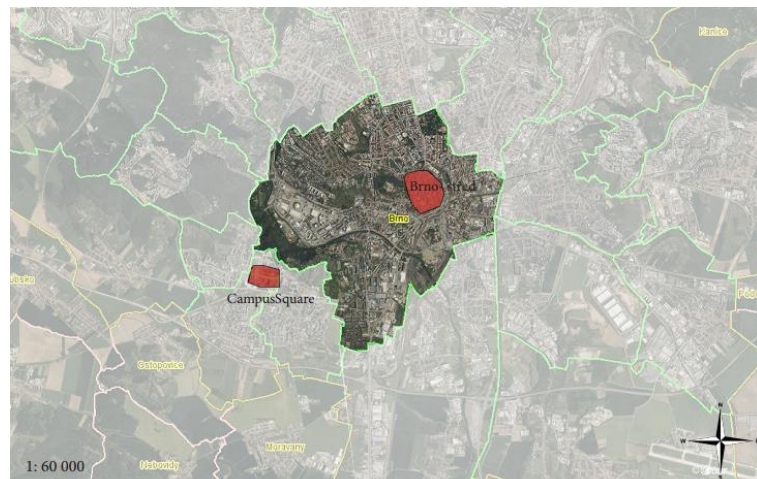 Kanice
Brno-střed
Brno
CampusSquare
Ostopovice
Moravany
Nebovidy
1: 60 000
N
W